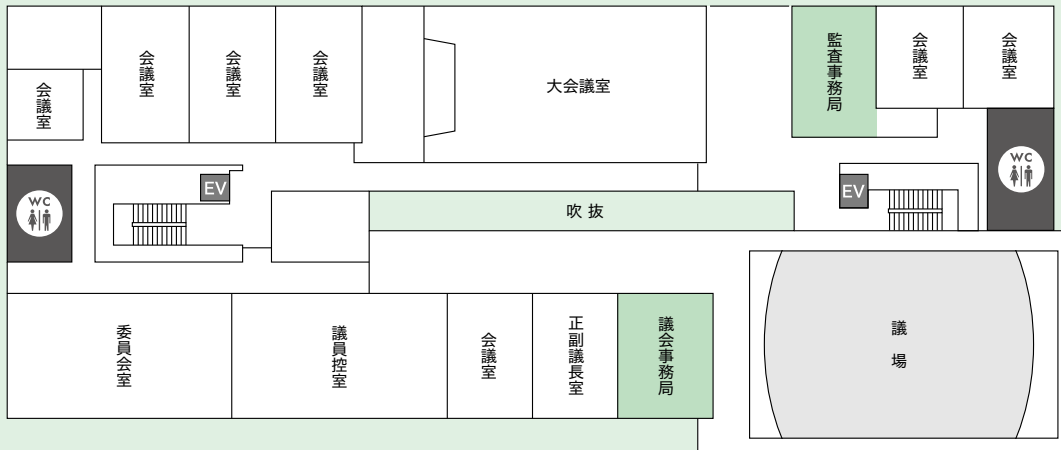 会議室
会議室
会議室
会議室
大会議室
監査事務局
会議室
会議室
WC
EV
吹抜
EV
WC
委員会室
議員控室
会議室
正副議長室
議会事務局
議場